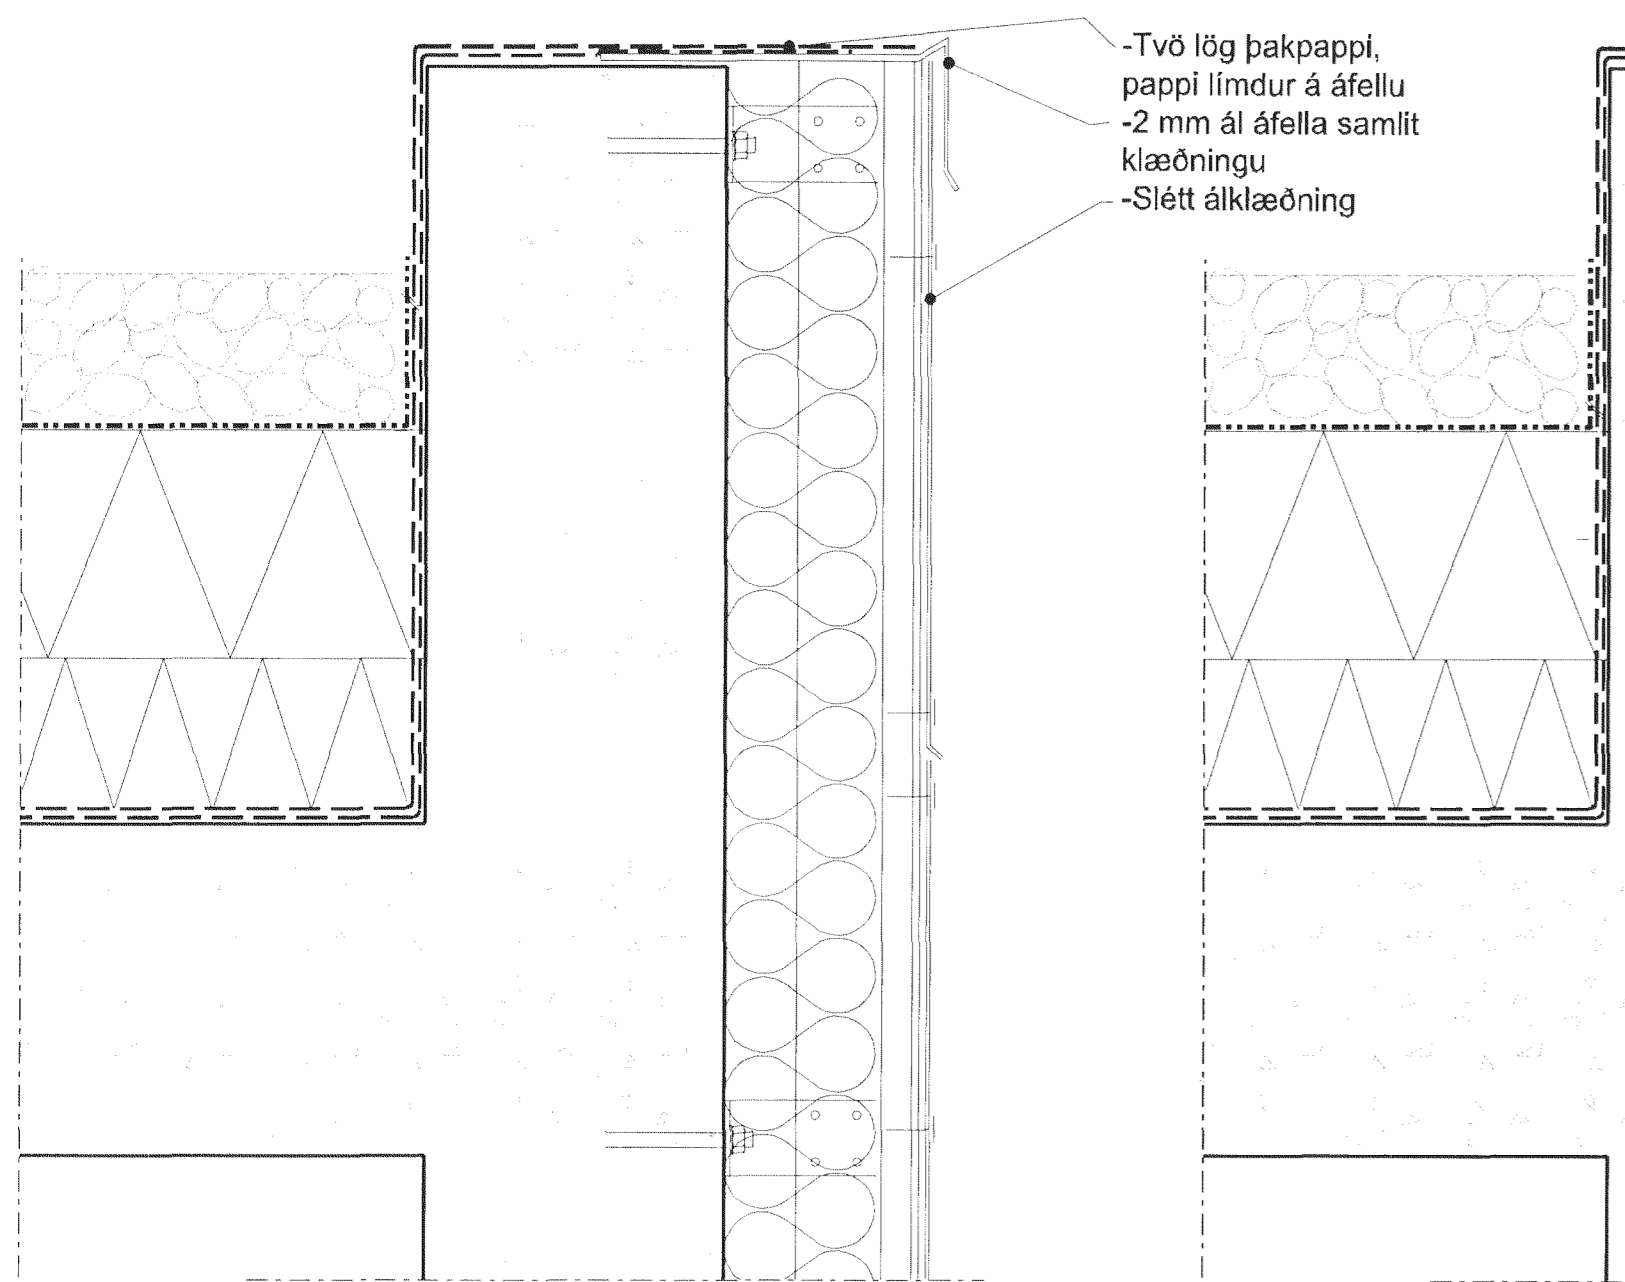 -Tvö lög þakpappi,
pappi límdur á áfellu
-2 mm ál áfella samlit
klæðningu
-Slétt álklæðning